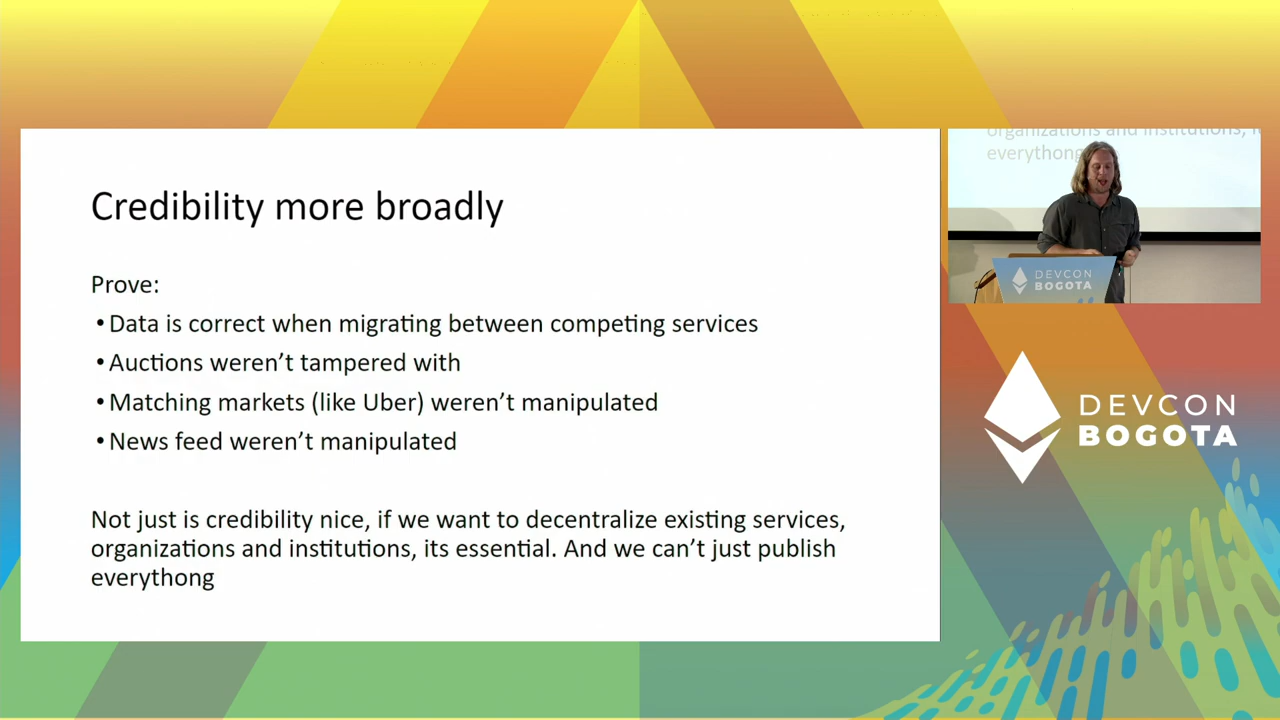 Credibility more broadly
Prove:
• Data is correct when migrating between competing services
• Auctions weren't tampered with
• Matching markets (like Uber) weren't manipulated
• News feed weren't manipulated
Not just is credibility nice, if we want to decentralize existing services,
organizations and institutions, its essential. And we can't just publish
everythong
organizations and institutions, i
everythong
DEVCON
BOGOTA
DEVCON
BOGOTA